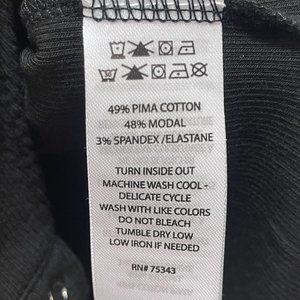 49% PIMA COTTON
48% MODAL
3% SPANDEX/ELASTANE
TURN INSIDE OUT
MACHINE WASH COOL -
DELICATE CYCLE
WASH WITH LIKE COLORS
DO NOT BLEACH
TUMBLE DRY LOW
LOW IRON IF NEEDED
RN# 75343